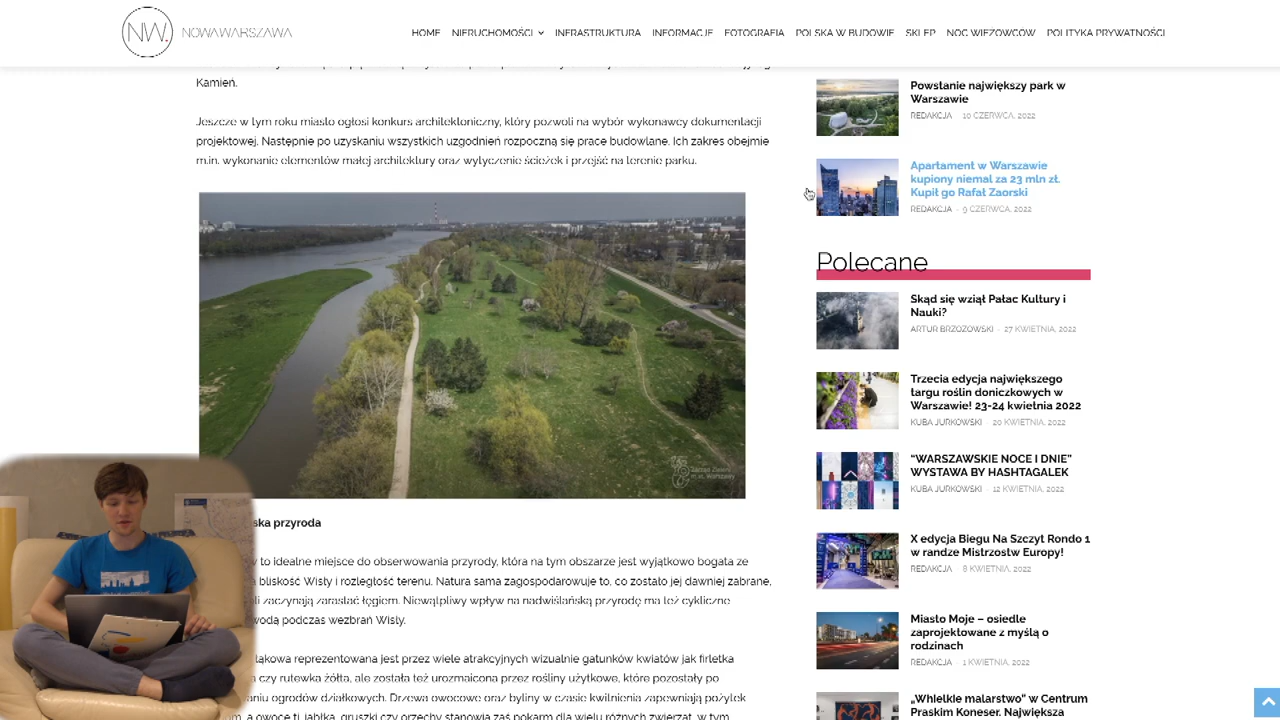 NW.
NOWAWARSZAWA
HOME NIERUCHOMOŚCI INFRASTRUKTURA INFORMACJE FOTOGRAFIA POLSKA W BUDOWIE SKLEP NOC WIEŻOWCÓW POLITYKA PRYWATNOŚCI
Kamień.
Jeszcze w tym roku miasto ogłosi konkurs architektoniczny, który pozwoli na wybór wykonawcy dokumentacji
projektowej. Następnie po uzyskaniu wszystkich uzgodnień rozpoczną się prace budowlane. Ich zakres obejmie
m.in. wykonanie elementów małej architektury oraz wytyczenie ścieżek i przejść na terenie parku.
Zarząd Zieleni
m.st. Warszawy
ska przyroda
to idealne miejsce do obserwowania przyrody, która na tym obszarze jest wyjątkowo bogata ze
ość Wisły i rozległość terenu. Natura sama zagospodarowuje to, co zostało jej dawniej zabrane,
li zaczynają zarastać łęgiem. Niewątpliwy wpływ na nadwiślańską przyrodę ma też cykliczne
wodą podczas wezbrań Wisły.
łąkowa reprezentowana jest przez wiele atrakcyjnych wizualnie gatunków kwiatów jak firletka
żółta, ale została też urozmaicona przez rośliny użytkowe, które pozostały po
aniu ogrodów działkowych. Drzewa owocowe oraz byliny w czasie kwitnienia zapewniają pożytek
a owoce tj. jabłka, gruszki czy orzechy stanowią zaś pokarm dla wielu różnych zwierząt, w tym
Powstanie największy park w
Warszawie
REDAKCJA - 10 CZERWCA, 2022
Apartament w Warszawie
kupiony niemal za 23 mln zł.
Kupił go Rafał Zaorski
REDAKCJA - 9 CZERWCA, 2022
Polecane
Skąd się wziął Pałac Kultury i
Nauki?
ARTUR BRZOZOWSKI - 27 KWIETNIA, 2022
Trzecia edycja największego
targu roślin doniczkowych w
Warszawie! 23-24 kwietnia 2022
KUBA JURKOWSKI - 20 KWIETNIA, 2022
“WARSZAWSKIE NOCE I DNIE”
WYSTAWA BY HASHTAGALEK
KUBA JURKOWSKI - 12 KWIETNIA, 2022
X edycja Biegu Na Szczyt Rondo 1
w randze Mistrzostw Europy!
REDAKCJA - 8 KWIETNIA, 2022
Miasto Moje – osiedle
zaprojektowane z myślą o
rodzinach
REDAKCJA - 1 KWIETNIA, 2022
„Whielkie malarstwo” w Centrum
Praskim Koneser. Największa